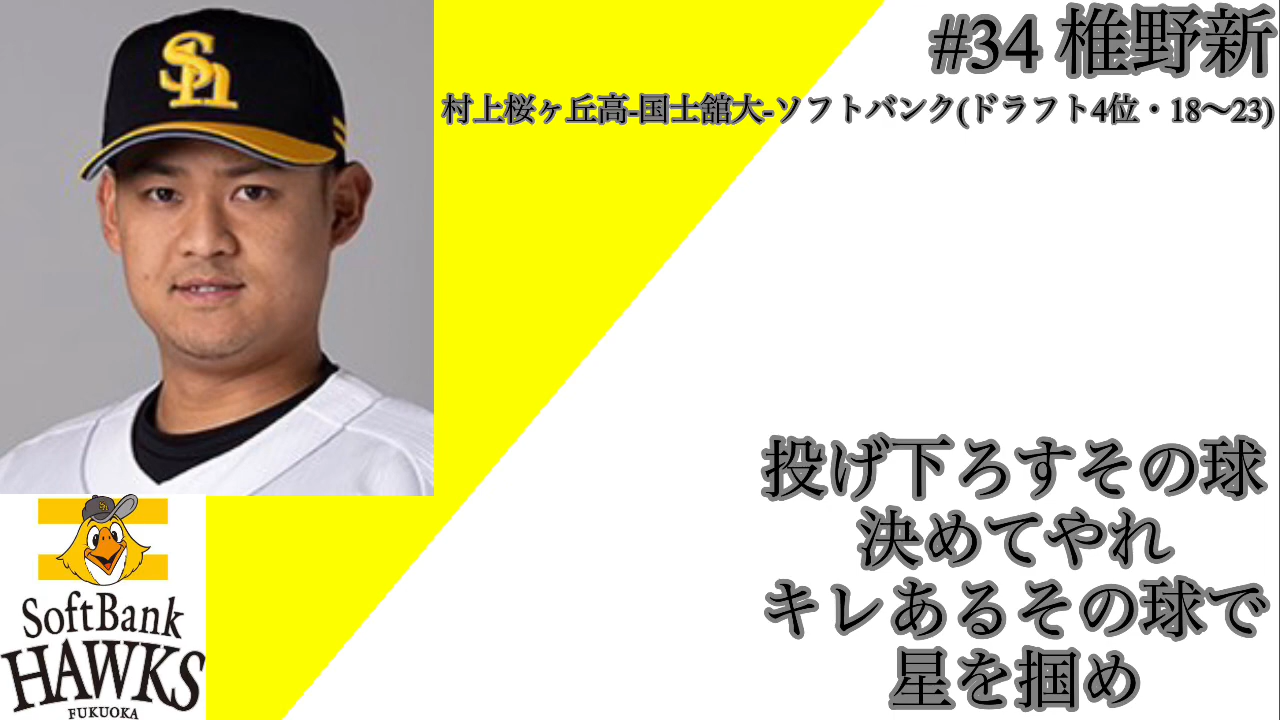 #34 椎野新
村上桜ヶ丘高-国士舘大-ソフトバンク(ドラフト4位・18〜23)
Sh
投げ下ろすその球
決めてやれ
キレあるその球で
星を掴め
SoftBank
HAWKS
FUKUOKA